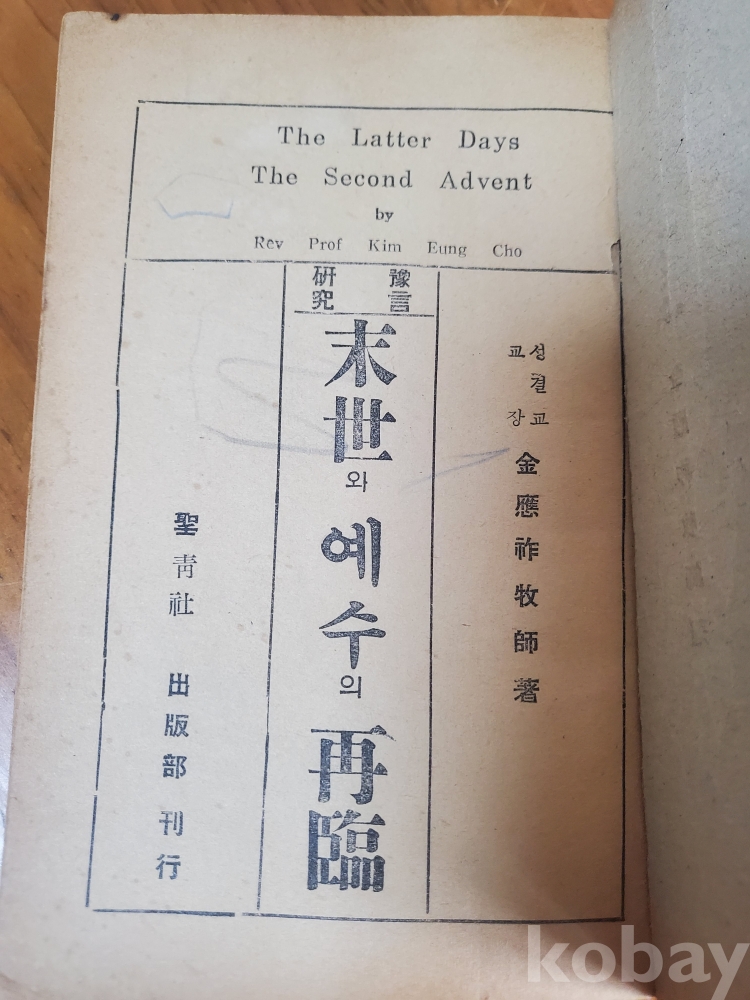 The Latter Days
The Second Advent
by
Rev Prof Kim Eung Cho
성결교
교장
金應祚牧師著
豫言
研究
末世와 예수의 再臨
聖靑社 出版部 刊行
kobay